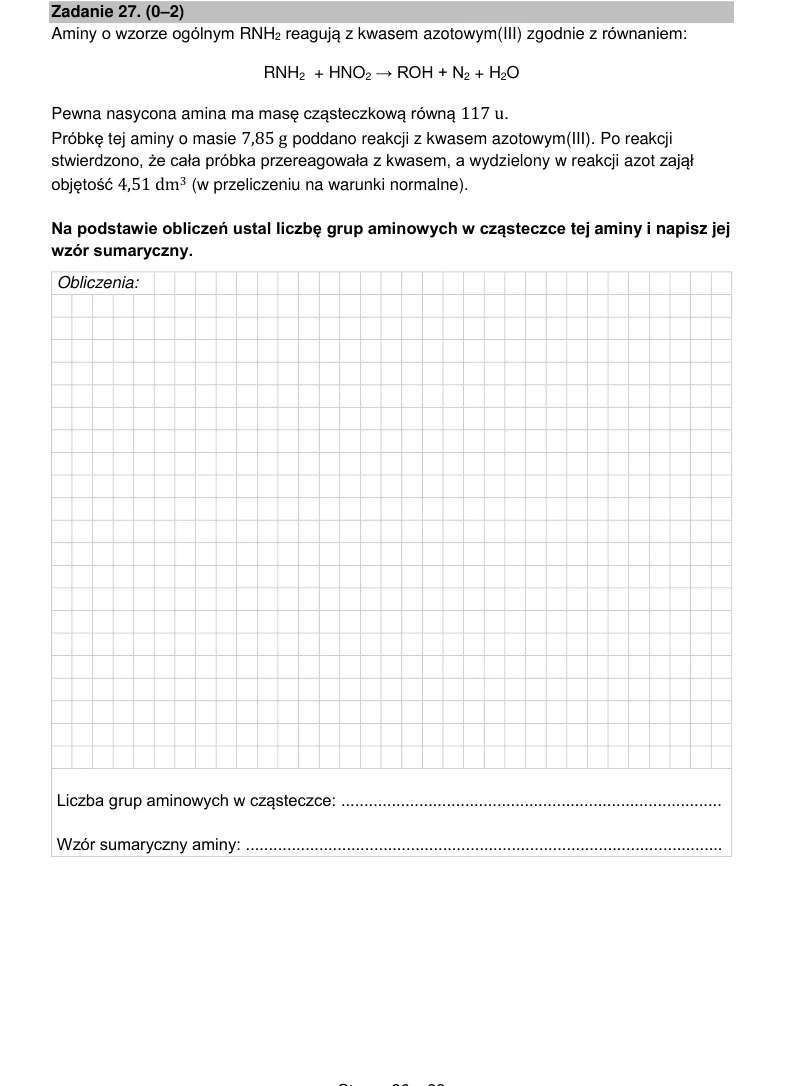 Zadanie 27. (0–2)
Aminy o wzorze ogólnym RNH₂ reagują z kwasem azotowym(III) zgodnie z równaniem:
RNH₂ + HNO₂ → ROH + N₂ + H₂O
Pewna nasycona amina ma masę cząsteczkową równą 117 u.
Próbkę tej aminy o masie 7,85 g poddano reakcji z kwasem azotowym(III). Po reakcji
stwierdzono, że cała próbka przereagowała z kwasem, a wydzielony w reakcji azot zajął
objętość 4,51 dm³ (w przeliczeniu na warunki normalne).
Na podstawie obliczeń ustal liczbę grup aminowych w cząsteczce tej aminy i napisz jej
wzór sumaryczny.
Obliczenia:
Liczba grup aminowych w cząsteczce: ..................................................................................
Wzór sumaryczny aminy: .......................................................................................................